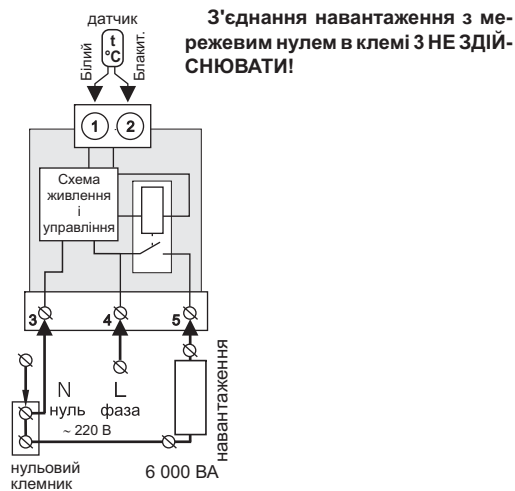 датчик
З'єднання навантаження з ме-
режевим нулем в клемі 3 НЕ ЗДІЙ-
СНЮВАТИ!
Білий
t
°C
Блакит.
1
2
Схема
живлення
і
управління
3
4
5
N
L
нуль
фаза
~ 220 В
навантаження
нульовий
клемник
6 000 ВА